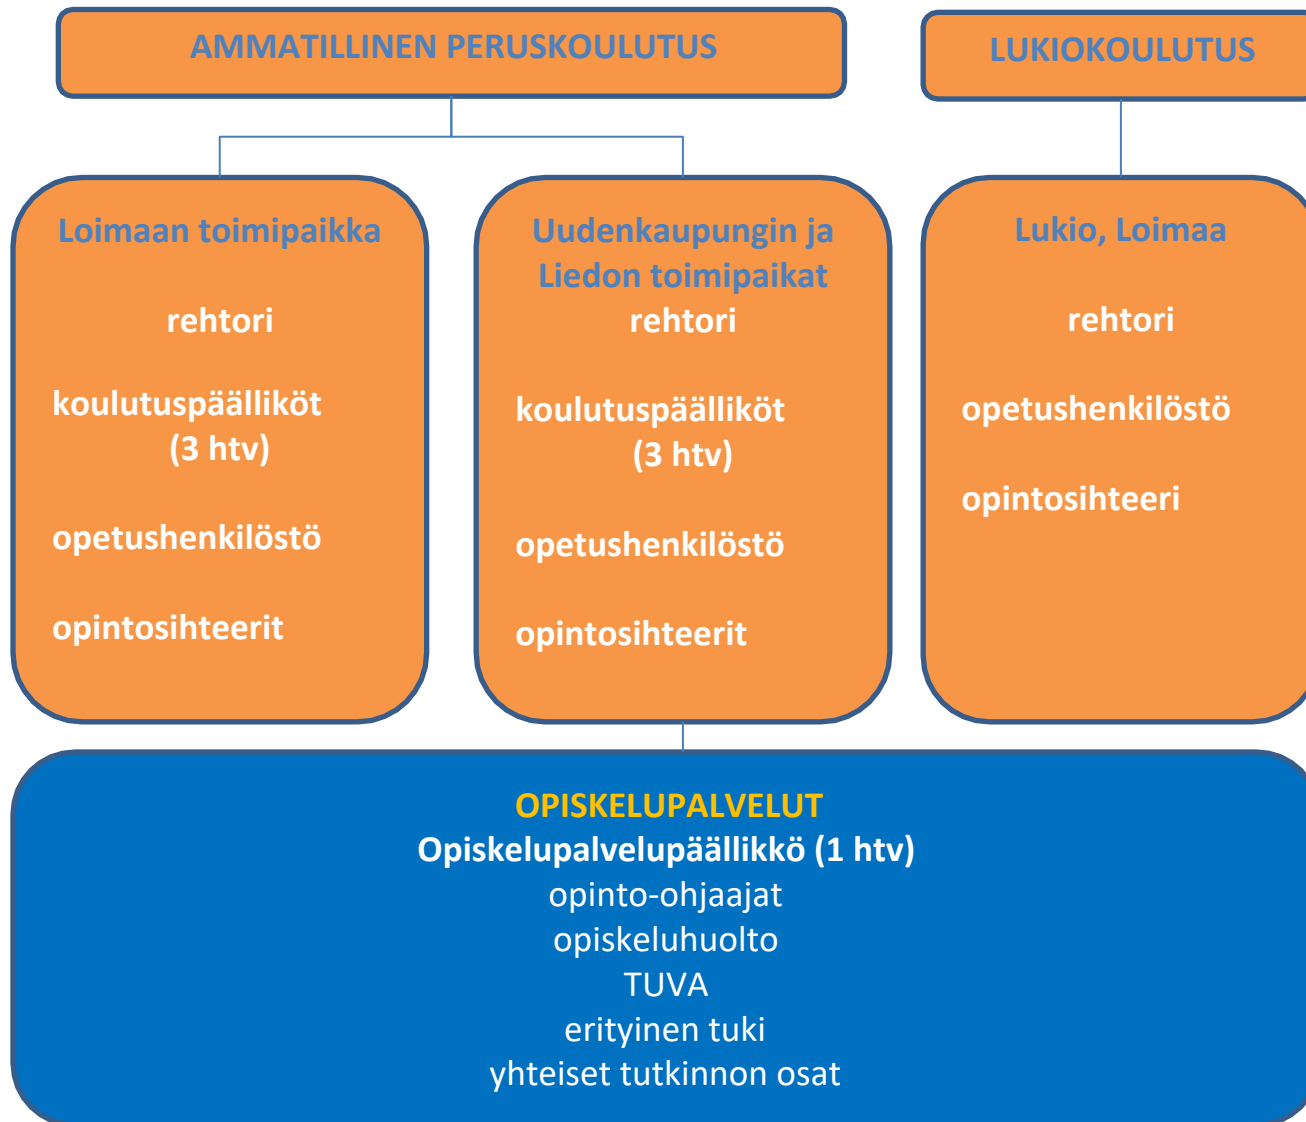 AMMATILLINEN PERUSKOULUTUS
LUKIOKOULUTUS
Loimaan toimipaikka
rehtori
koulutuspäälliköt
(3 htv)
opetushenkilöstö
opintosihteerit
Uudenkaupungin ja
Liedon toimipaikat
rehtori
koulutuspäälliköt
(3 htv)
opetushenkilöstö
opintosihteerit
Lukio, Loimaa
rehtori
opetushenkilöstö
opintosihteeri
OPISKELUPALVELUT
Opiskelupalvelupäällikkö (1 htv)
opinto-ohjaajat
opiskeluhuolto
TUVA
erityinen tuki
yhteiset tutkinnon osat